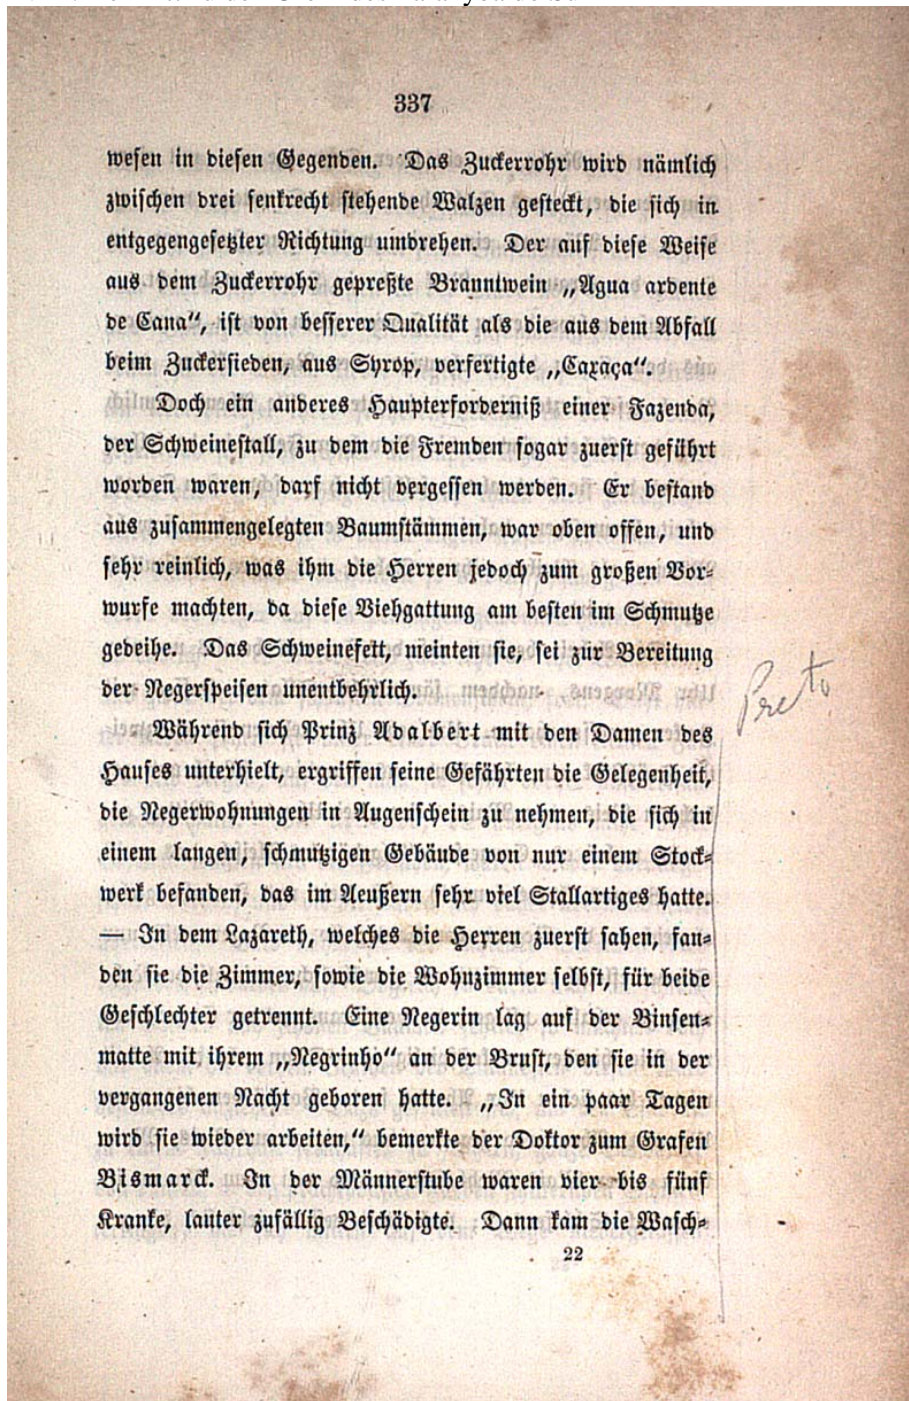 337
wesen in diesen Gegenden. Das Zuckerrohr wird nämlich
zwischen drei senkrecht stehende Walzen gesteckt, die sich in
entgegengesetzter Richtung umdrehen. Der auf diese Weise
aus dem Zuckerrohr gepreßte Branntwein „Agua ardente
de Cana“, ist von besserer Qualität als die aus dem Abfall
beim Zuckersieden, aus Syrop, verfertigte „Caxaça“.
Doch ein anderes Haupterforderniß einer Fazenda,
der Schweinestall, zu dem die Fremden sogar zuerst geführt
worden waren, darf nicht vergessen werden. Er bestand
aus zusammengelegten Baumstämmen, war oben offen, und
sehr reinlich, was ihm die Herren jedoch zum großen Vor-
wurfe machten, da diese Viehgattung am besten im Schmutze
gedeihe. Das Schweinefett, meinten sie, sei zur Bereitung
der Negerspeisen unentbehrlich.
Preto
Während sich Prinz Adalbert mit den Damen des
Hauses unterhielt, ergriffen seine Gefährten die Gelegenheit,
die Negerwohnungen in Augenschein zu nehmen, die sich in
einem langen, schmutzigen Gebäude von nur einem Stock-
werk befanden, das im Aeußern sehr viel Stallartiges hatte.
— In dem Lazareth, welches die Herren zuerst sahen, fan-
den sie die Zimmer, sowie die Wohnzimmer selbst, für beide
Geschlechter getrennt. Eine Negerin lag auf der Binsen-
matte mit ihrem „Negrinho“ an der Brust, den sie in der
vergangenen Nacht geboren hatte. „In ein paar Tagen
wird sie wieder arbeiten,“ bemerkte der Doktor zum Grafen
Bismarck. In der Männerstube waren vier bis fünf
Kranke, lauter zufällig Beschädigte. Dann kam die Wasch-
22